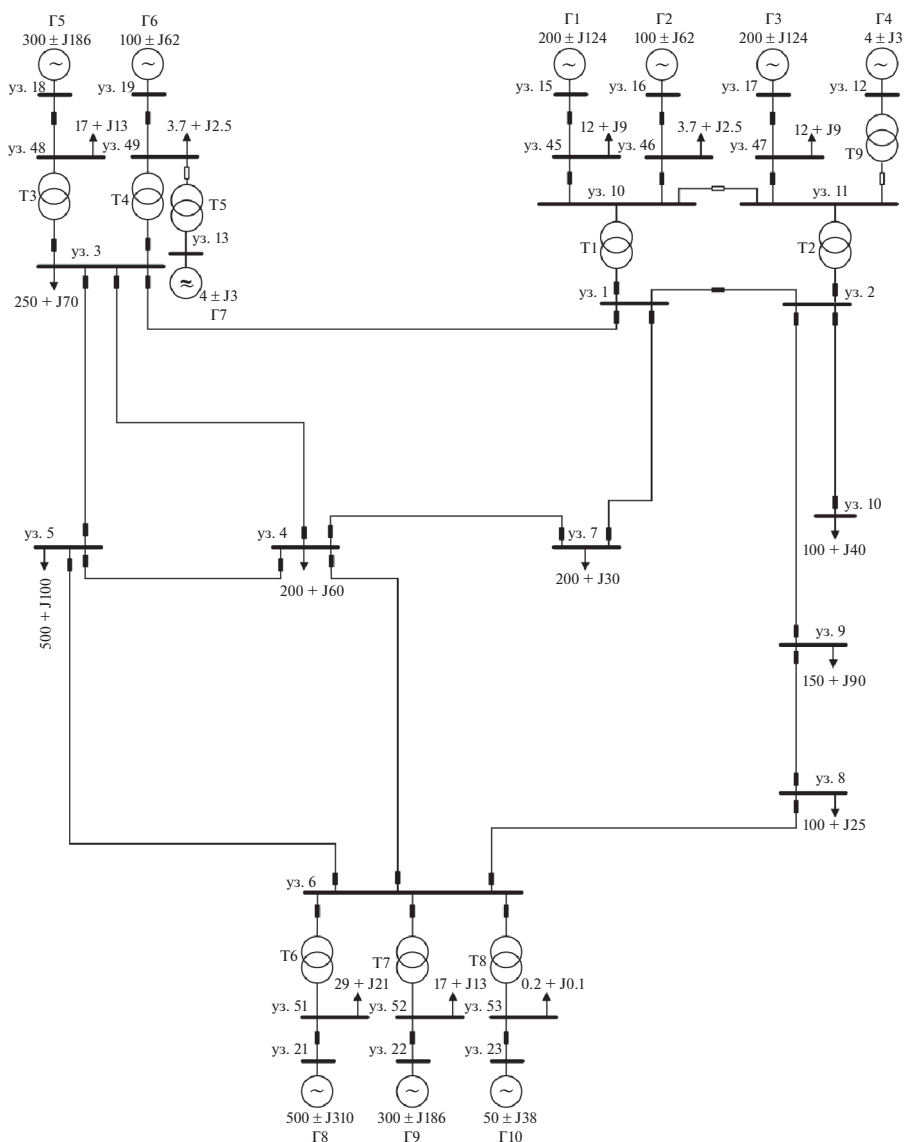 Г5
300 ± J186
Г6
100 ± J62
Г1
200 ± J124
Г2
100 ± J62
Г3
200 ± J124
Г4
4 ± J3
уз. 18
уз. 19
уз. 15
уз. 16
уз. 17
уз. 12
17 + J13
3.7 + J2.5
12 + J9
3.7 + J2.5
12 + J9
уз. 48
уз. 49
уз. 45
уз. 46
уз. 47
T9
T3
T4
T5
уз. 10
уз. 11
уз. 13
T1
T2
уз. 3
250 + J70
4 ± J3
Г7
уз. 1
уз. 2
уз. 5
уз. 4
уз. 7
уз. 10
500 + J100
200 + J60
200 + J30
100 + J40
уз. 9
150 + J90
уз. 8
100 + J25
уз. 6
T6
T7
T8
29 + J21
17 + J13
0.2 + J0.1
уз. 51
уз. 52
уз. 53
уз. 21
уз. 22
уз. 23
500 ± J310
Г8
300 ± J186
Г9
50 ± J38
Г10